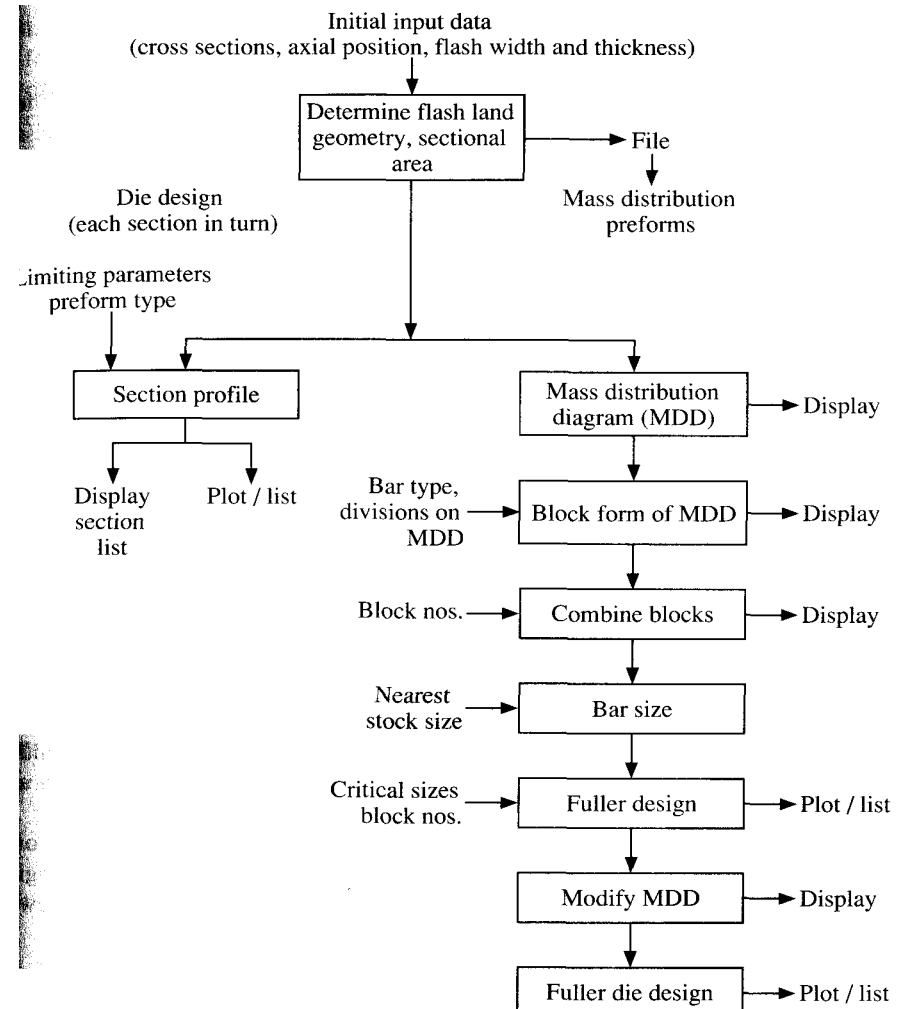 Initial input data
(cross sections, axial position, flash width and thickness)
Determine flash land
geometry, sectional
area
File
Mass distribution
preforms
Die design
(each section in turn)
Limiting parameters
preform type
Section profile
Display
section
list
Plot / list
Mass distribution
diagram (MDD)
Display
Bar type,
divisions on
MDD
Block form of MDD
Display
Block nos.
Combine blocks
Display
Nearest
stock size
Bar size
Critical sizes
block nos.
Fuller design
Plot / list
Modify MDD
Display
Fuller die design
Plot / list